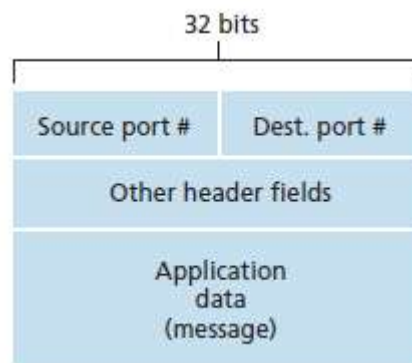 32 bits
Source port #
Dest. port #
Other header fields
Application
data
(message)